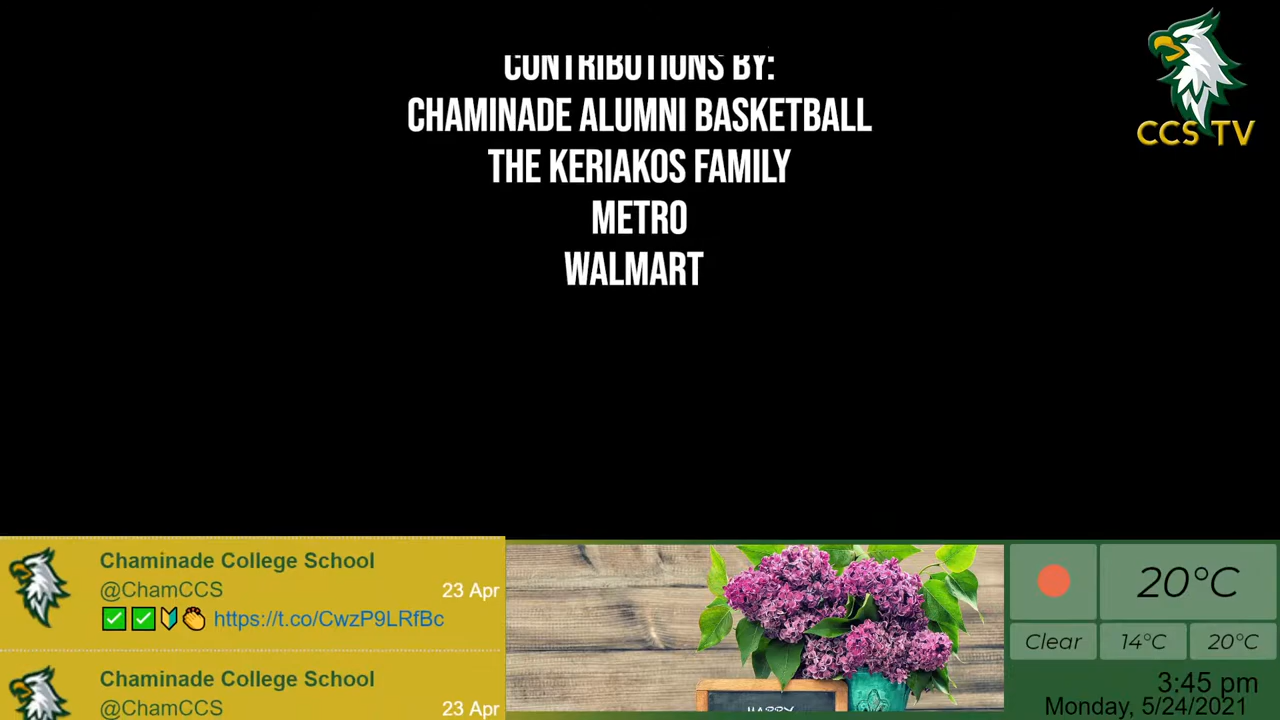 CONTRIBUTIONS BY:
CHAMINADE ALUMNI BASKETBALL
THE KERIAKOS FAMILY
METRO
WALMART
CCS TV
Chaminade College School
@ChamCCS
23 Apr
✅✅🔰👏 https://t.co/CwzP9LRfBc
Chaminade College School
@ChamCCS
23 Apr
HAPPY
20°C
Clear
14°C
20°C
3:45 pm
Monday, 5/24/2021